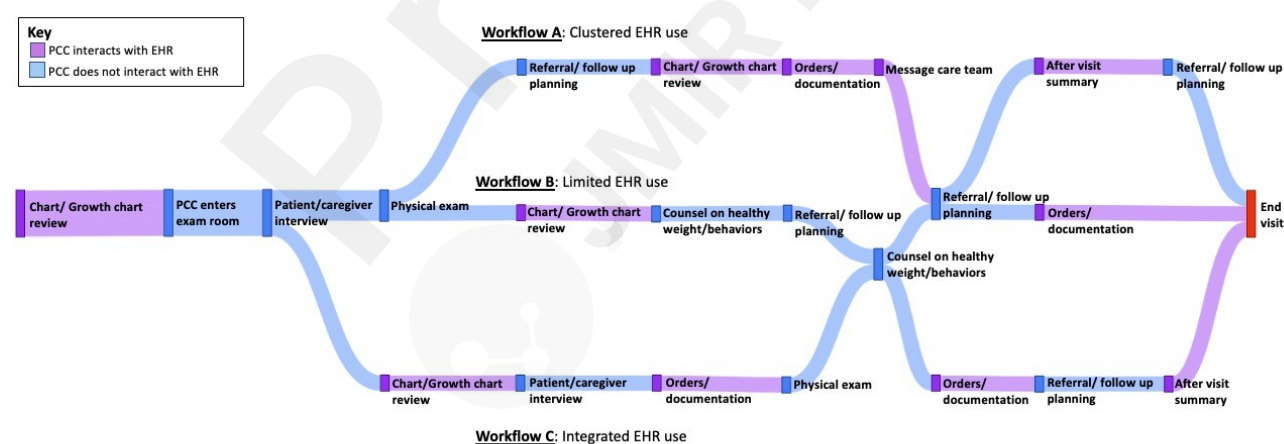 Key
PCC interacts with EHR
PCC does not interact with EHR
Workflow A: Clustered EHR use
Referral/ follow up
planning
Chart/ Growth chart
review
Orders/
documentation
Message care team
After visit
summary
Referral/ follow up
planning
Workflow B: Limited EHR use
Chart/ Growth chart
review
PCC enters
exam room
Patient/caregiver
interview
Physical exam
Chart/ Growth chart
review
Counsel on healthy
weight/behaviors
Referral/ follow up
planning
Counsel on healthy
weight/behaviors
Referral/ follow up
planning
Orders/
documentation
End
visit
Chart/Growth chart
review
Patient/caregiver
interview
Orders/
documentation
Physical exam
Orders/
documentation
Referral/ follow up
planning
After visit
summary
Workflow C: Integrated EHR use
Pr
JMIR